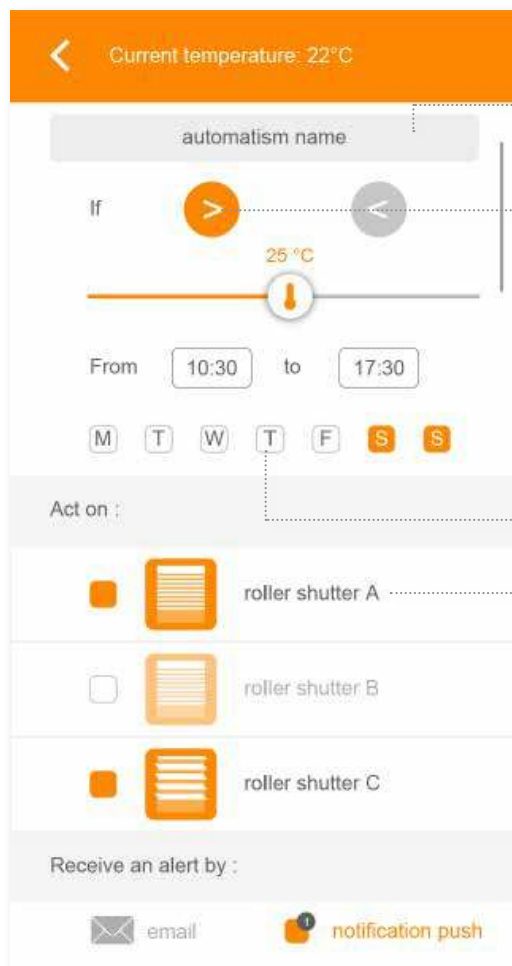 Current temperature: 22°C
automatism name
If > <
25 °C
From 10:30 to 17:30
M T W T F S S
Act on :
roller shutter A
roller shutter B
roller shutter C
Receive an alert by :
email 1 notification push